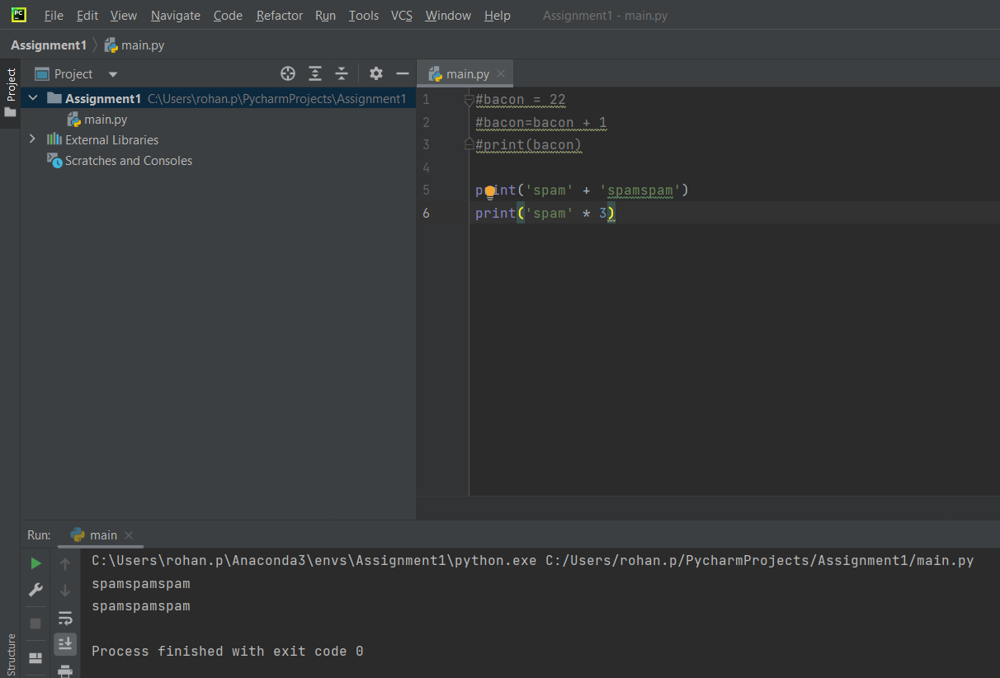 PC
File Edit View Navigate Code Refactor Run Tools VCS Window Help Assignment1 - main.py
Assignment1 main.py
Project
Project
Assignment1 C:\Users\rohan.p\PycharmProjects\Assignment1
main.py
External Libraries
Scratches and Consoles
main.py
1 #bacon = 22
2 #bacon=bacon + 1
3 #print(bacon)
4
5 print('spam' + 'spamspam')
6 print('spam' * 3)
Run: main
C:\Users\rohan.p\Anaconda3\envs\Assignment1\python.exe C:/Users/rohan.p/PycharmProjects/Assignment1/main.py
spamspamspam
spamspamspam
Process finished with exit code 0
Structure